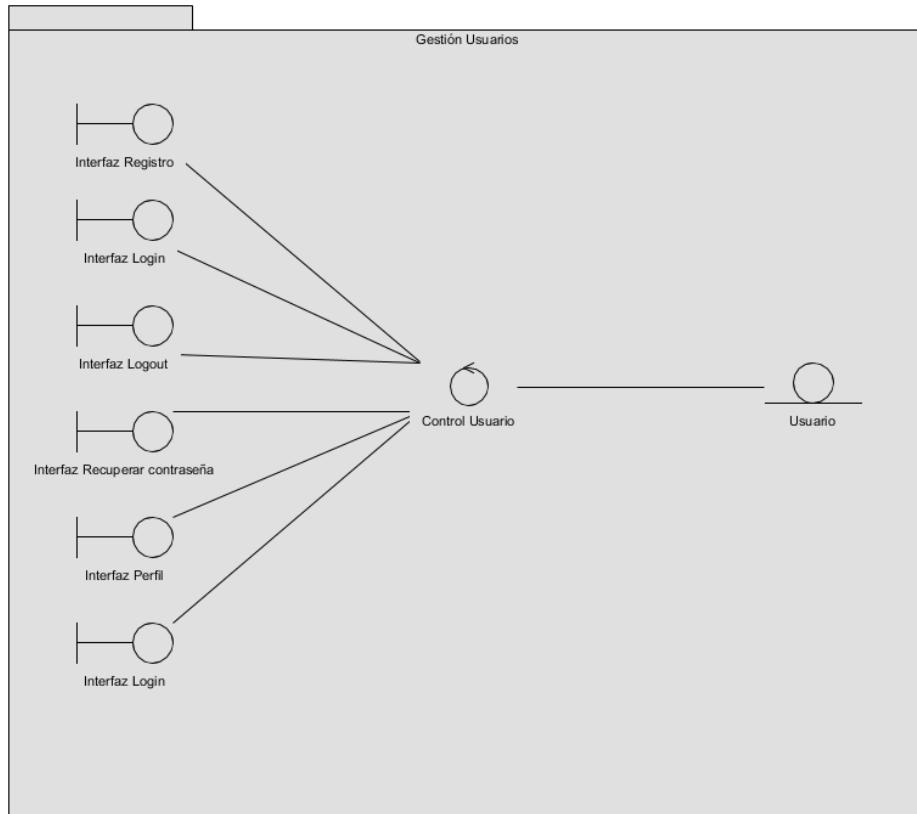 Gestión Usuarios
Interfaz Registro
Interfaz Login
Interfaz Logout
Interfaz Recuperar contraseña
Interfaz Perfil
Interfaz Login
Control Usuario
Usuario